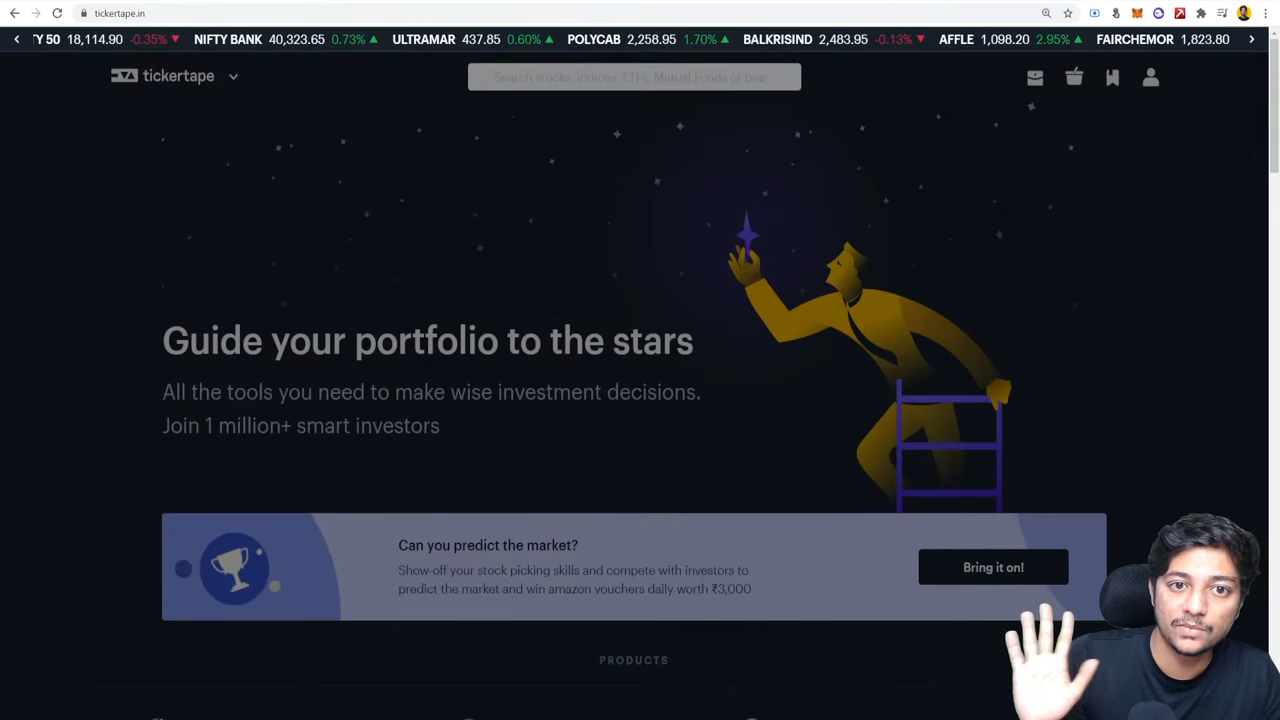 tickertape.in
TY 50 18,114.90 -0.35% NIFTY BANK 40,323.65 0.73% ULTRAMAR 437.85 0.60% POLYCAB 2,258.95 1.70% BALKRISIND 2,483.95 -0.13% AFFLE 1,098.20 2.95% FAIRCHEMOR 1,823.80
tickertape
Search stocks, indices, ETFs, Mutual Funds or
Guide your portfolio to the stars
All the tools you need to make wise investment decisions.
Join 1 million+ smart investors
Can you predict the market?
Show-off your stock picking skills and compete with investors to
predict the market and win amazon vouchers daily worth ₹3,000
Bring it on!
PRODUCTS